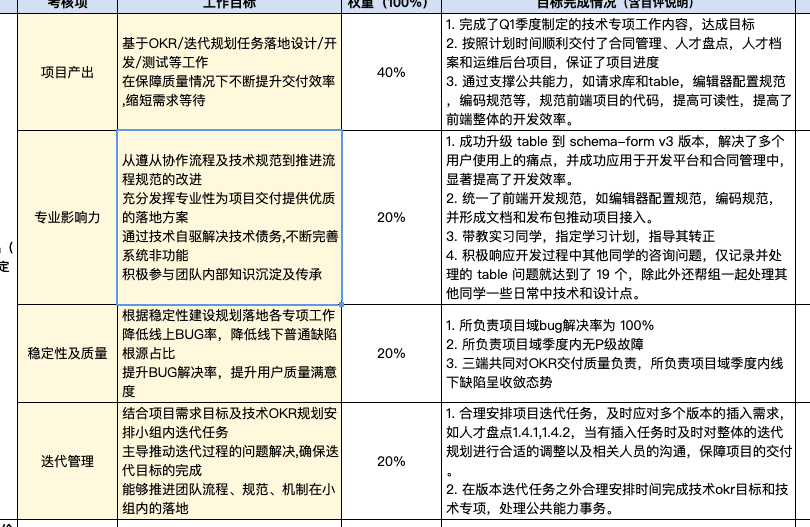 考核项
工作目标
权重（100%）
目标完成情况（含自评说明）
项目产出
基于OKR/迭代规划任务落地设计/开
发/测试等工作
在保障质量情况下不断提升交付效率
,缩短需求等待
40%
1. 完成了Q1季度制定的技术专项工作内容，达成目标
2. 按照计划时间顺利交付了合同管理、人才盘点，人才档
案和运维后台项目，保证了项目进度
3. 通过支撑公共能力，如请求库和table，编辑器配置规范
，编码规范等，规范前端项目的代码，提高可读性，提高了
前端整体的开发效率。
专业影响力
从遵从协作流程及技术规范到推进流
程规范的改进
充分发挥专业性为项目交付提供优质
的落地方案
通过技术自驱解决技术债务,不断完善
系统非功能
积极参与团队内部知识沉淀及传承
20%
1. 成功升级 table 到 schema-form v3 版本，解决了多个
用户使用上的痛点，并成功应用于开发平台和合同管理中，
显著提高了开发效率。
2. 统一了前端开发规范，如编辑器配置规范，编码规范，
并形成文档和发布包推动项目接入。
3. 带教实习同学，指定学习计划，指导其转正
4. 积极响应开发过程中其他同学的咨询问题，仅记录并处
理的 table 问题就达到了 19 个，除此外还帮组一起处理其
他同学一些日常中技术和设计点。
（
定
稳定性及质量
根据稳定性建设规划落地各专项工作
降低线上BUG率，降低线下普通缺陷
根源占比
提升BUG解决率，提升用户质量满意
度
20%
1. 所负责项目域bug解决率为 100%
2. 所负责项目域季度内无P级故障
3. 三端共同对OKR交付质量负责，所负责项目域季度内线
下缺陷呈收敛态势
迭代管理
结合项目需求目标及技术OKR规划安
排小组内迭代任务
主导推动迭代过程的问题解决,确保迭
代目标的完成
能够推进团队流程、规范、机制在小
组内的落地
20%
1. 合理安排项目迭代任务，及时应对多个版本的插入需求，
如人才盘点1.4.1,1.4.2，当有插入任务时及时对整体的迭代
规划进行合适的调整以及相关人员的沟通，保障项目的交付
。
2. 在版本迭代任务之外合理安排时间完成技术okr目标和技
术专项，处理公共能力事务。